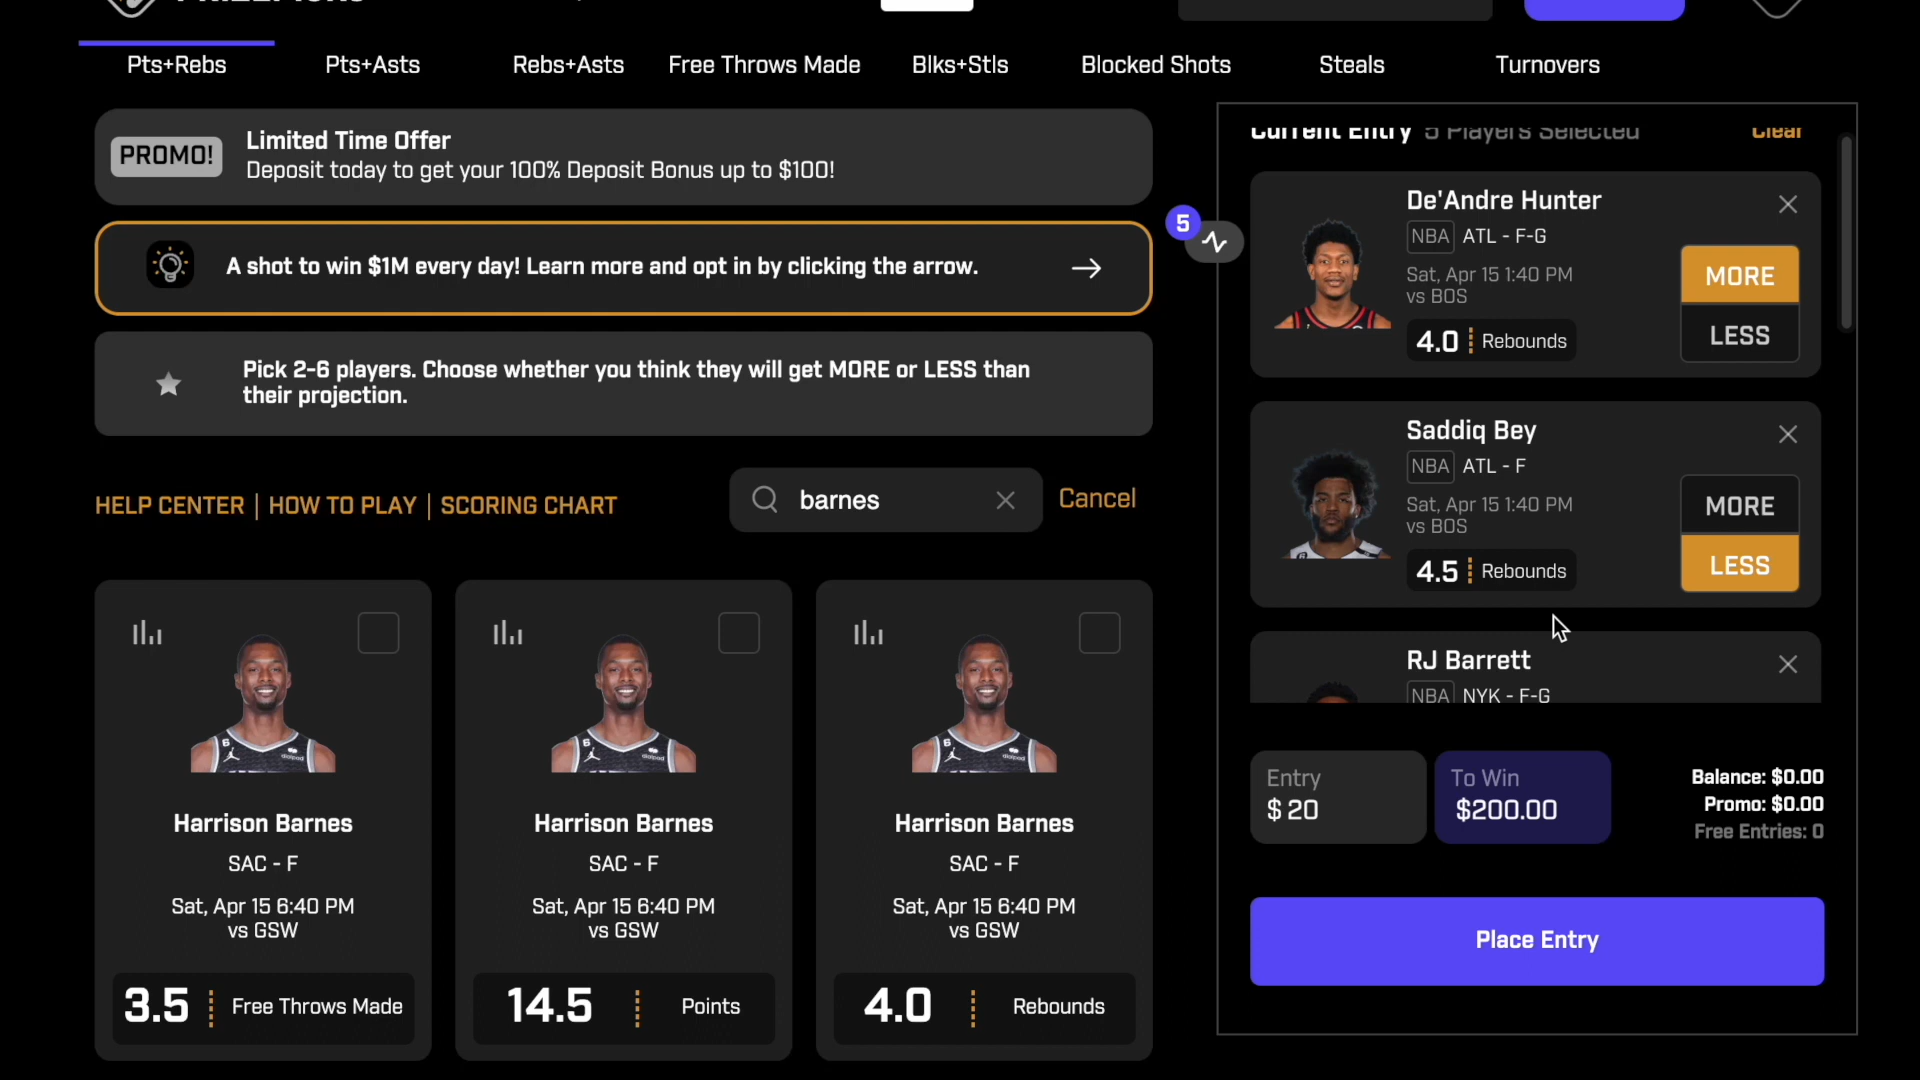 Pts+Rebs Pts+Asts Rebs+Asts Free Throws Made Blks+Stls Blocked Shots Steals Turnovers
PROMO!
Limited Time Offer
Deposit today to get your 100% Deposit Bonus up to $100!
A shot to win $1M every day! Learn more and opt in by clicking the arrow.
Pick 2-6 players. Choose whether you think they will get MORE or LESS than
their projection.
HELP CENTER | HOW TO PLAY | SCORING CHART
barnes
Cancel
Harrison Barnes
SAC - F
Sat, Apr 15 6:40 PM
vs GSW
3.5 Free Throws Made
Harrison Barnes
SAC - F
Sat, Apr 15 6:40 PM
vs GSW
14.5 Points
Harrison Barnes
SAC - F
Sat, Apr 15 6:40 PM
vs GSW
4.0 Rebounds
5
Current Entry 5 Players Selected Clear
De'Andre Hunter
NBA ATL - F-G
Sat, Apr 15 1:40 PM
vs BOS
4.0 Rebounds
MORE
LESS
Saddiq Bey
NBA ATL - F
Sat, Apr 15 1:40 PM
vs BOS
4.5 Rebounds
MORE
LESS
RJ Barrett
NBA NYK - F-G
Entry
$ 20
To Win
$200.00
Balance: $0.00
Promo: $0.00
Free Entries: 0
Place Entry